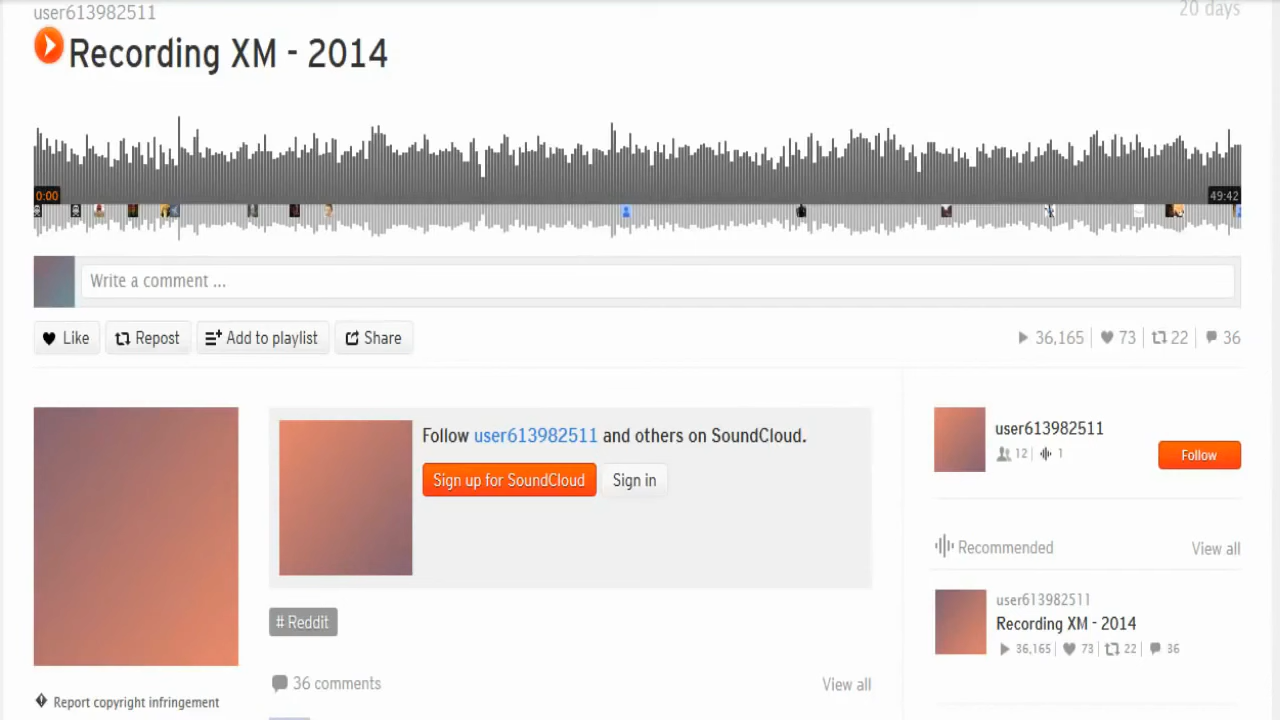 user613982511
20 days
Recording XM - 2014
0:00
49:42
Write a comment ...
Like
Repost
Add to playlist
Share
36,165
73
22
36
Follow user613982511 and others on SoundCloud.
Sign up for SoundCloud
Sign in
# Reddit
36 comments
View all
Report copyright infringement
user613982511
12
1
Follow
Recommended
View all
user613982511
Recording XM - 2014
36,165
73
22
36